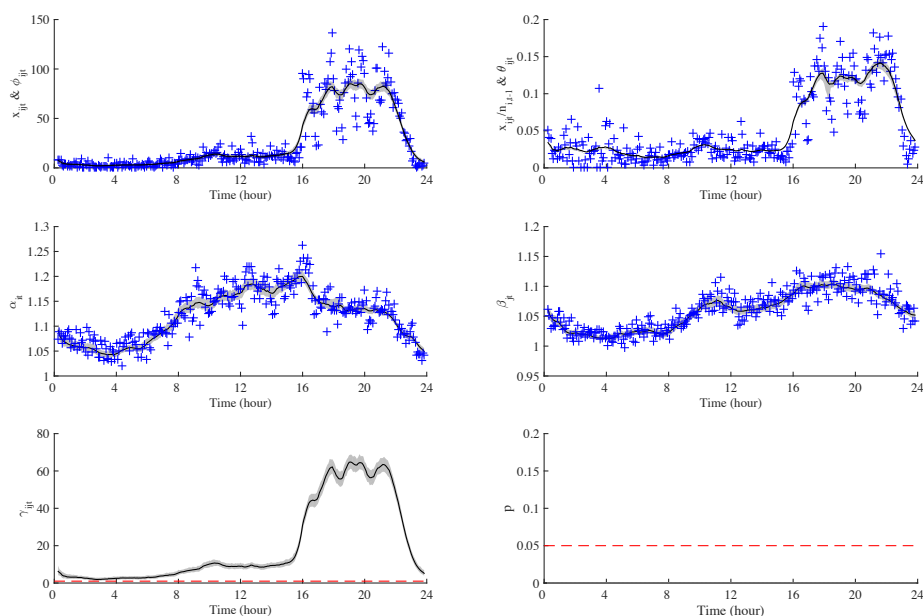 x_ijt & ϕ_ijt
150
100
50
0
0 4 8 12 16 20 24
Time (hour)
x_ijt/n_i,t-1 & θ_ijt
0.2
0.15
0.1
0.05
0
0 4 8 12 16 20 24
Time (hour)
α_it
1.3
1.25
1.2
1.15
1.1
1.05
1
0 4 8 12 16 20 24
Time (hour)
β_jt
1.2
1.15
1.1
1.05
1
0.95
0 4 8 12 16 20 24
Time (hour)
γ_ijt
80
60
40
20
0
0 4 8 12 16 20 24
Time (hour)
p
0.2
0.15
0.1
0.05
0
0 4 8 12 16 20 24
Time (hour)